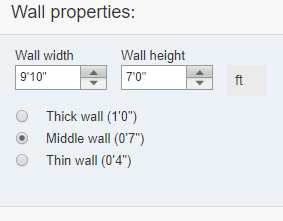 Wall properties:
Wall width Wall height
9'10" 7'0" ft
Thick wall (1'0")
Middle wall (0'7")
Thin wall (0'4")